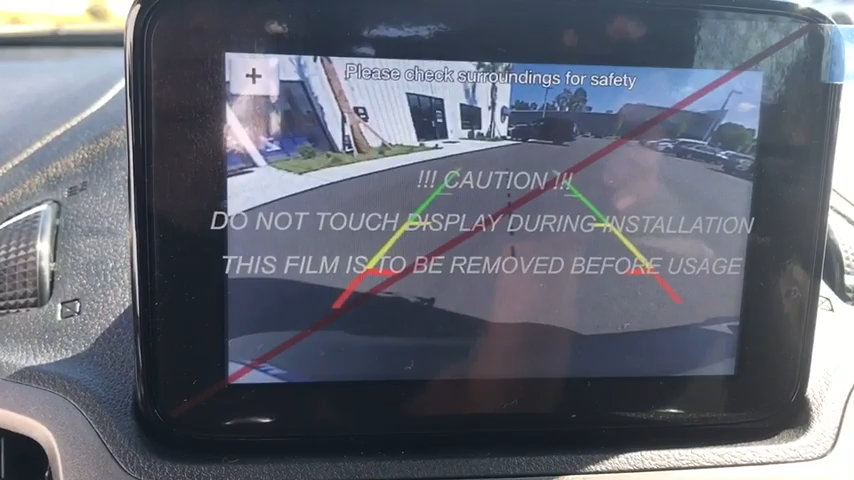 +
Please check surroundings for safety
!!! CAUTION !!!
DO NOT TOUCH DISPLAY DURING INSTALLATION
THIS FILM IS TO BE REMOVED BEFORE USAGE